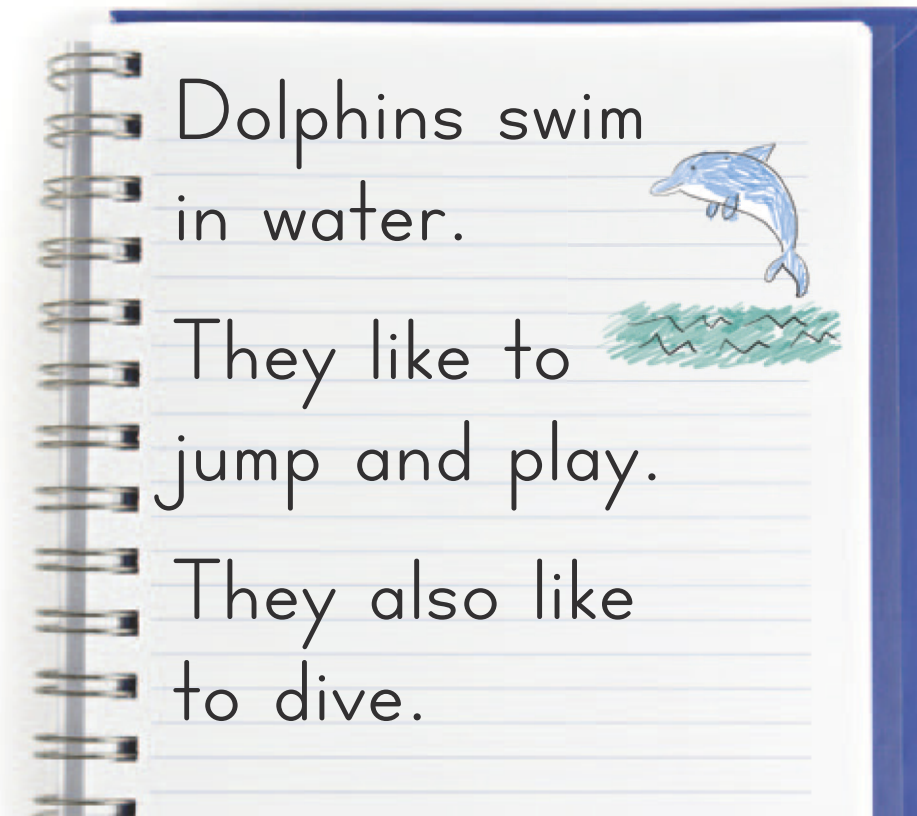 Dolphins swim
in water.
They like to
jump and play.
They also like
to dive.